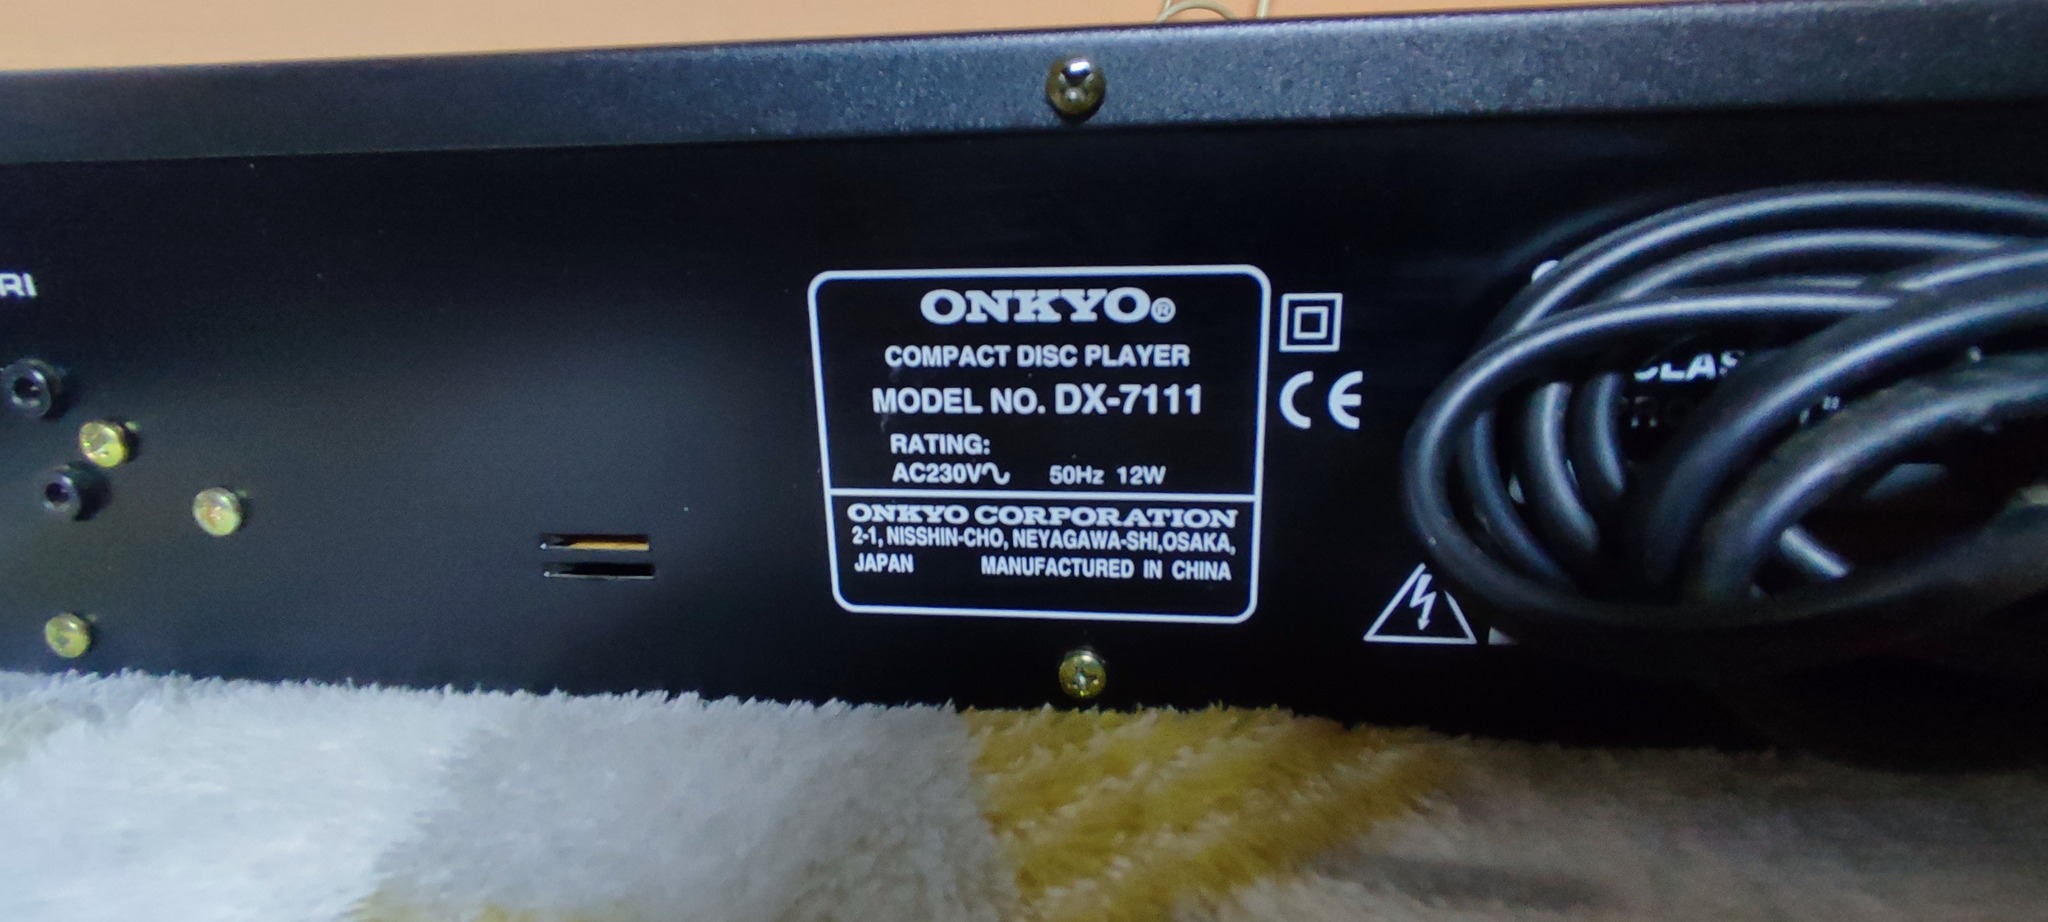 RI
ONKYO®
COMPACT DISC PLAYER
MODEL NO. DX-7111
RATING:
AC230V∿ 50Hz 12W
ONKYO CORPORATION
2-1, NISSHIN-CHO, NEYAGAWA-SHI,OSAKA,
JAPAN MANUFACTURED IN CHINA
CE